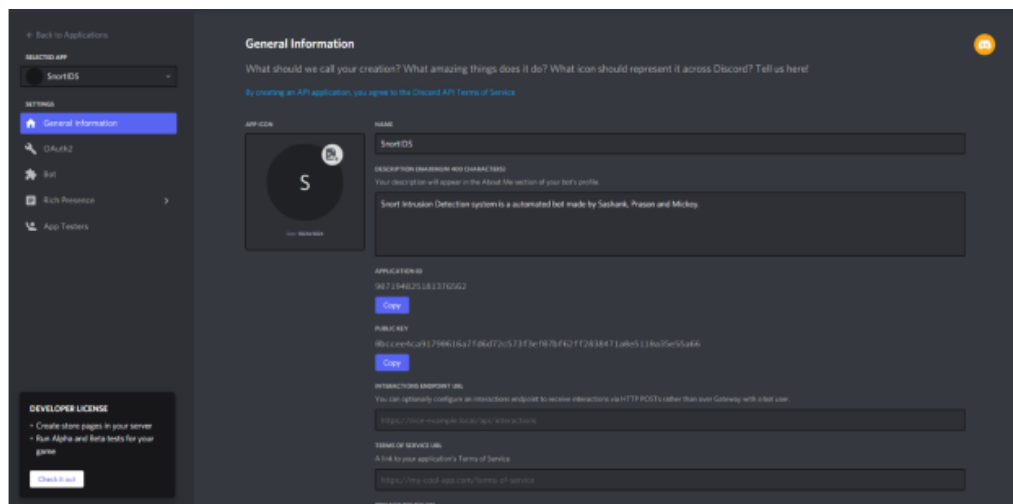 ← Back to Applications
SELECTED APP
SnortIDS
SETTINGS
General Information
OAuth2
Bot
Rich Presence
App Testers
DEVELOPER LICENSE
• Create store pages in your server
• Run Alpha and Beta tests for your
game
Check it out
General Information
What should we call your creation? What amazing things does it do? What icon should represent it across Discord? Tell us here!
By creating an API application, you agree to the Discord API Terms of Service
APP ICON
S
NAME
SnortIDS
DESCRIPTION (MAXIMUM 400 CHARACTERS)
Your description will appear in the About Me section of your bot's profile.
Snort Intrusion Detection system is a automated bot made by Sashank, Prason and Mickey.
APPLICATION ID
Copy
PUBLIC KEY
Copy
INTERACTIONS ENDPOINT URL
You can optionally configure an interactions endpoint to receive interactions via HTTP POSTs rather than over Gateway with a bot user.
TERMS OF SERVICE URL
A link to your application's Terms of Service
https://my-cool-app.com/terms-of-service